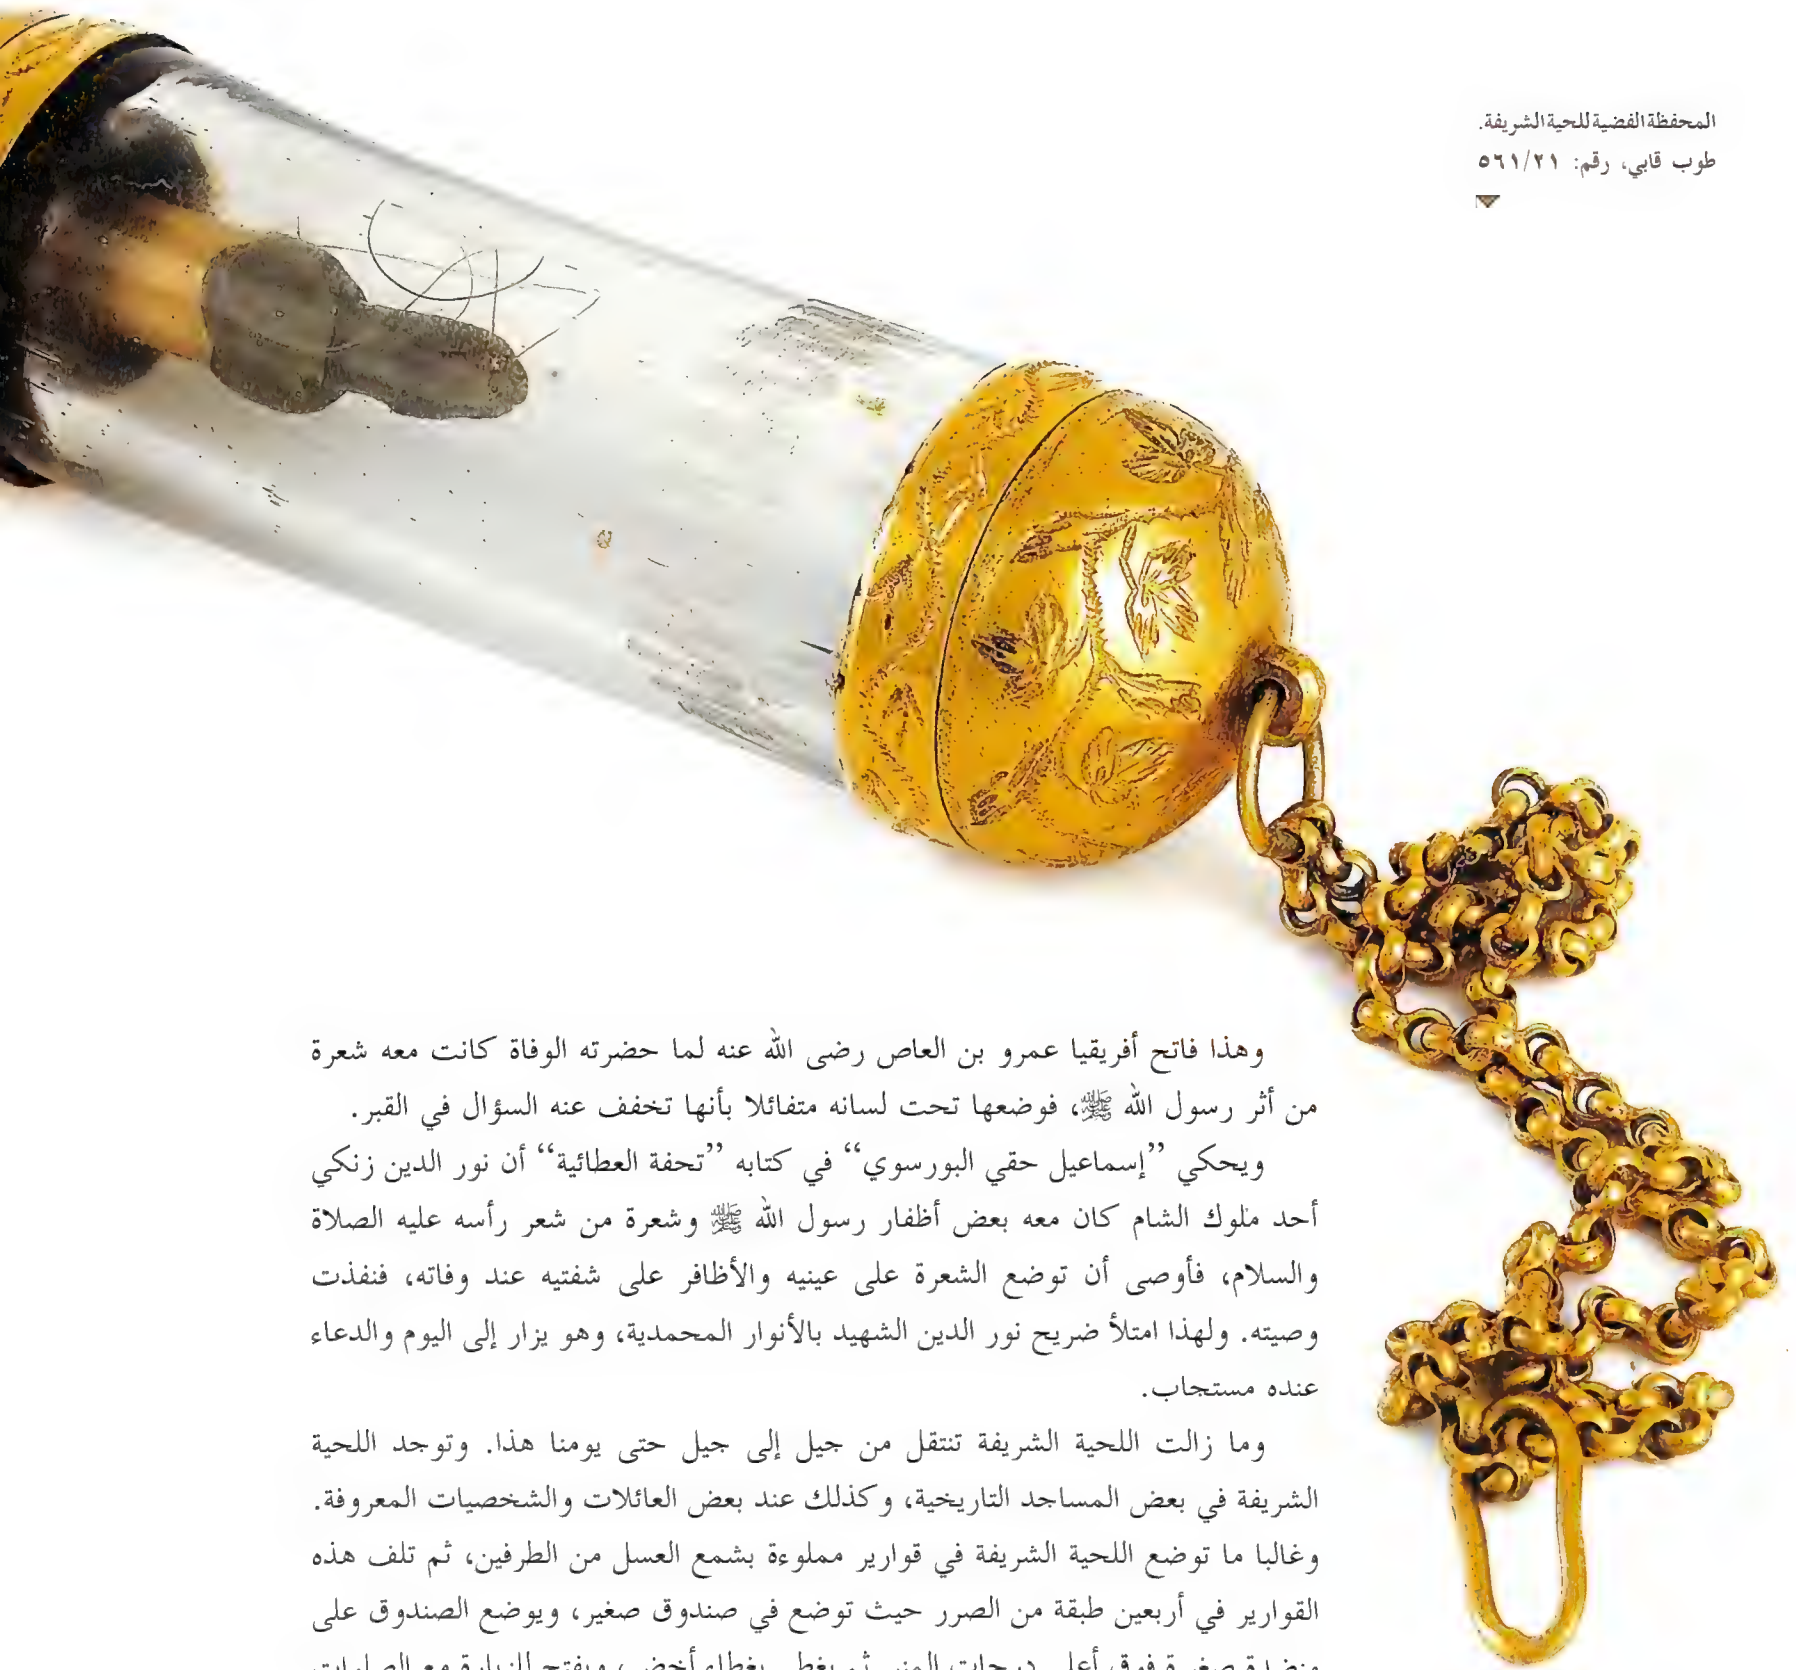 المحفظة الفضية للحية الشريفة.
طوب قابي، رقم: ٥٦١/٢١
وهذا فاتح أفريقيا عمرو بن العاص رضى الله عنه لما حضرته الوفاة كانت معه شعرة
من أثر رسول الله ﷺ، فوضعها تحت لسانه متفائلا بأنها تخفف عنه السؤال في القبر.
ويحكي ”إسماعيل حقي البورسوي“ في كتابه ”تحفة العطائية“ أن نور الدين زنكي
أحد ملوك الشام كان معه بعض أظفار رسول الله ﷺ وشعرة من شعر رأسه عليه الصلاة
والسلام، فأوصى أن توضع الشعرة على عينيه والأظافر على شفتيه عند وفاته، فنفذت
وصيته. ولهذا امتلأ ضريح نور الدين الشهيد بالأنوار المحمدية، وهو يزار إلى اليوم والدعاء
عنده مستجاب.
وما زالت اللحية الشريفة تنتقل من جيل إلى جيل حتى يومنا هذا. وتوجد اللحية
الشريفة في بعض المساجد التاريخية، وكذلك عند بعض العائلات والشخصيات المعروفة.
وغالبا ما توضع اللحية الشريفة في قوارير مملوءة بشمع العسل من الطرفين، ثم تلف هذه
القوارير في أربعين طبقة من الصرر حيث توضع في صندوق صغير، ويوضع الصندوق على